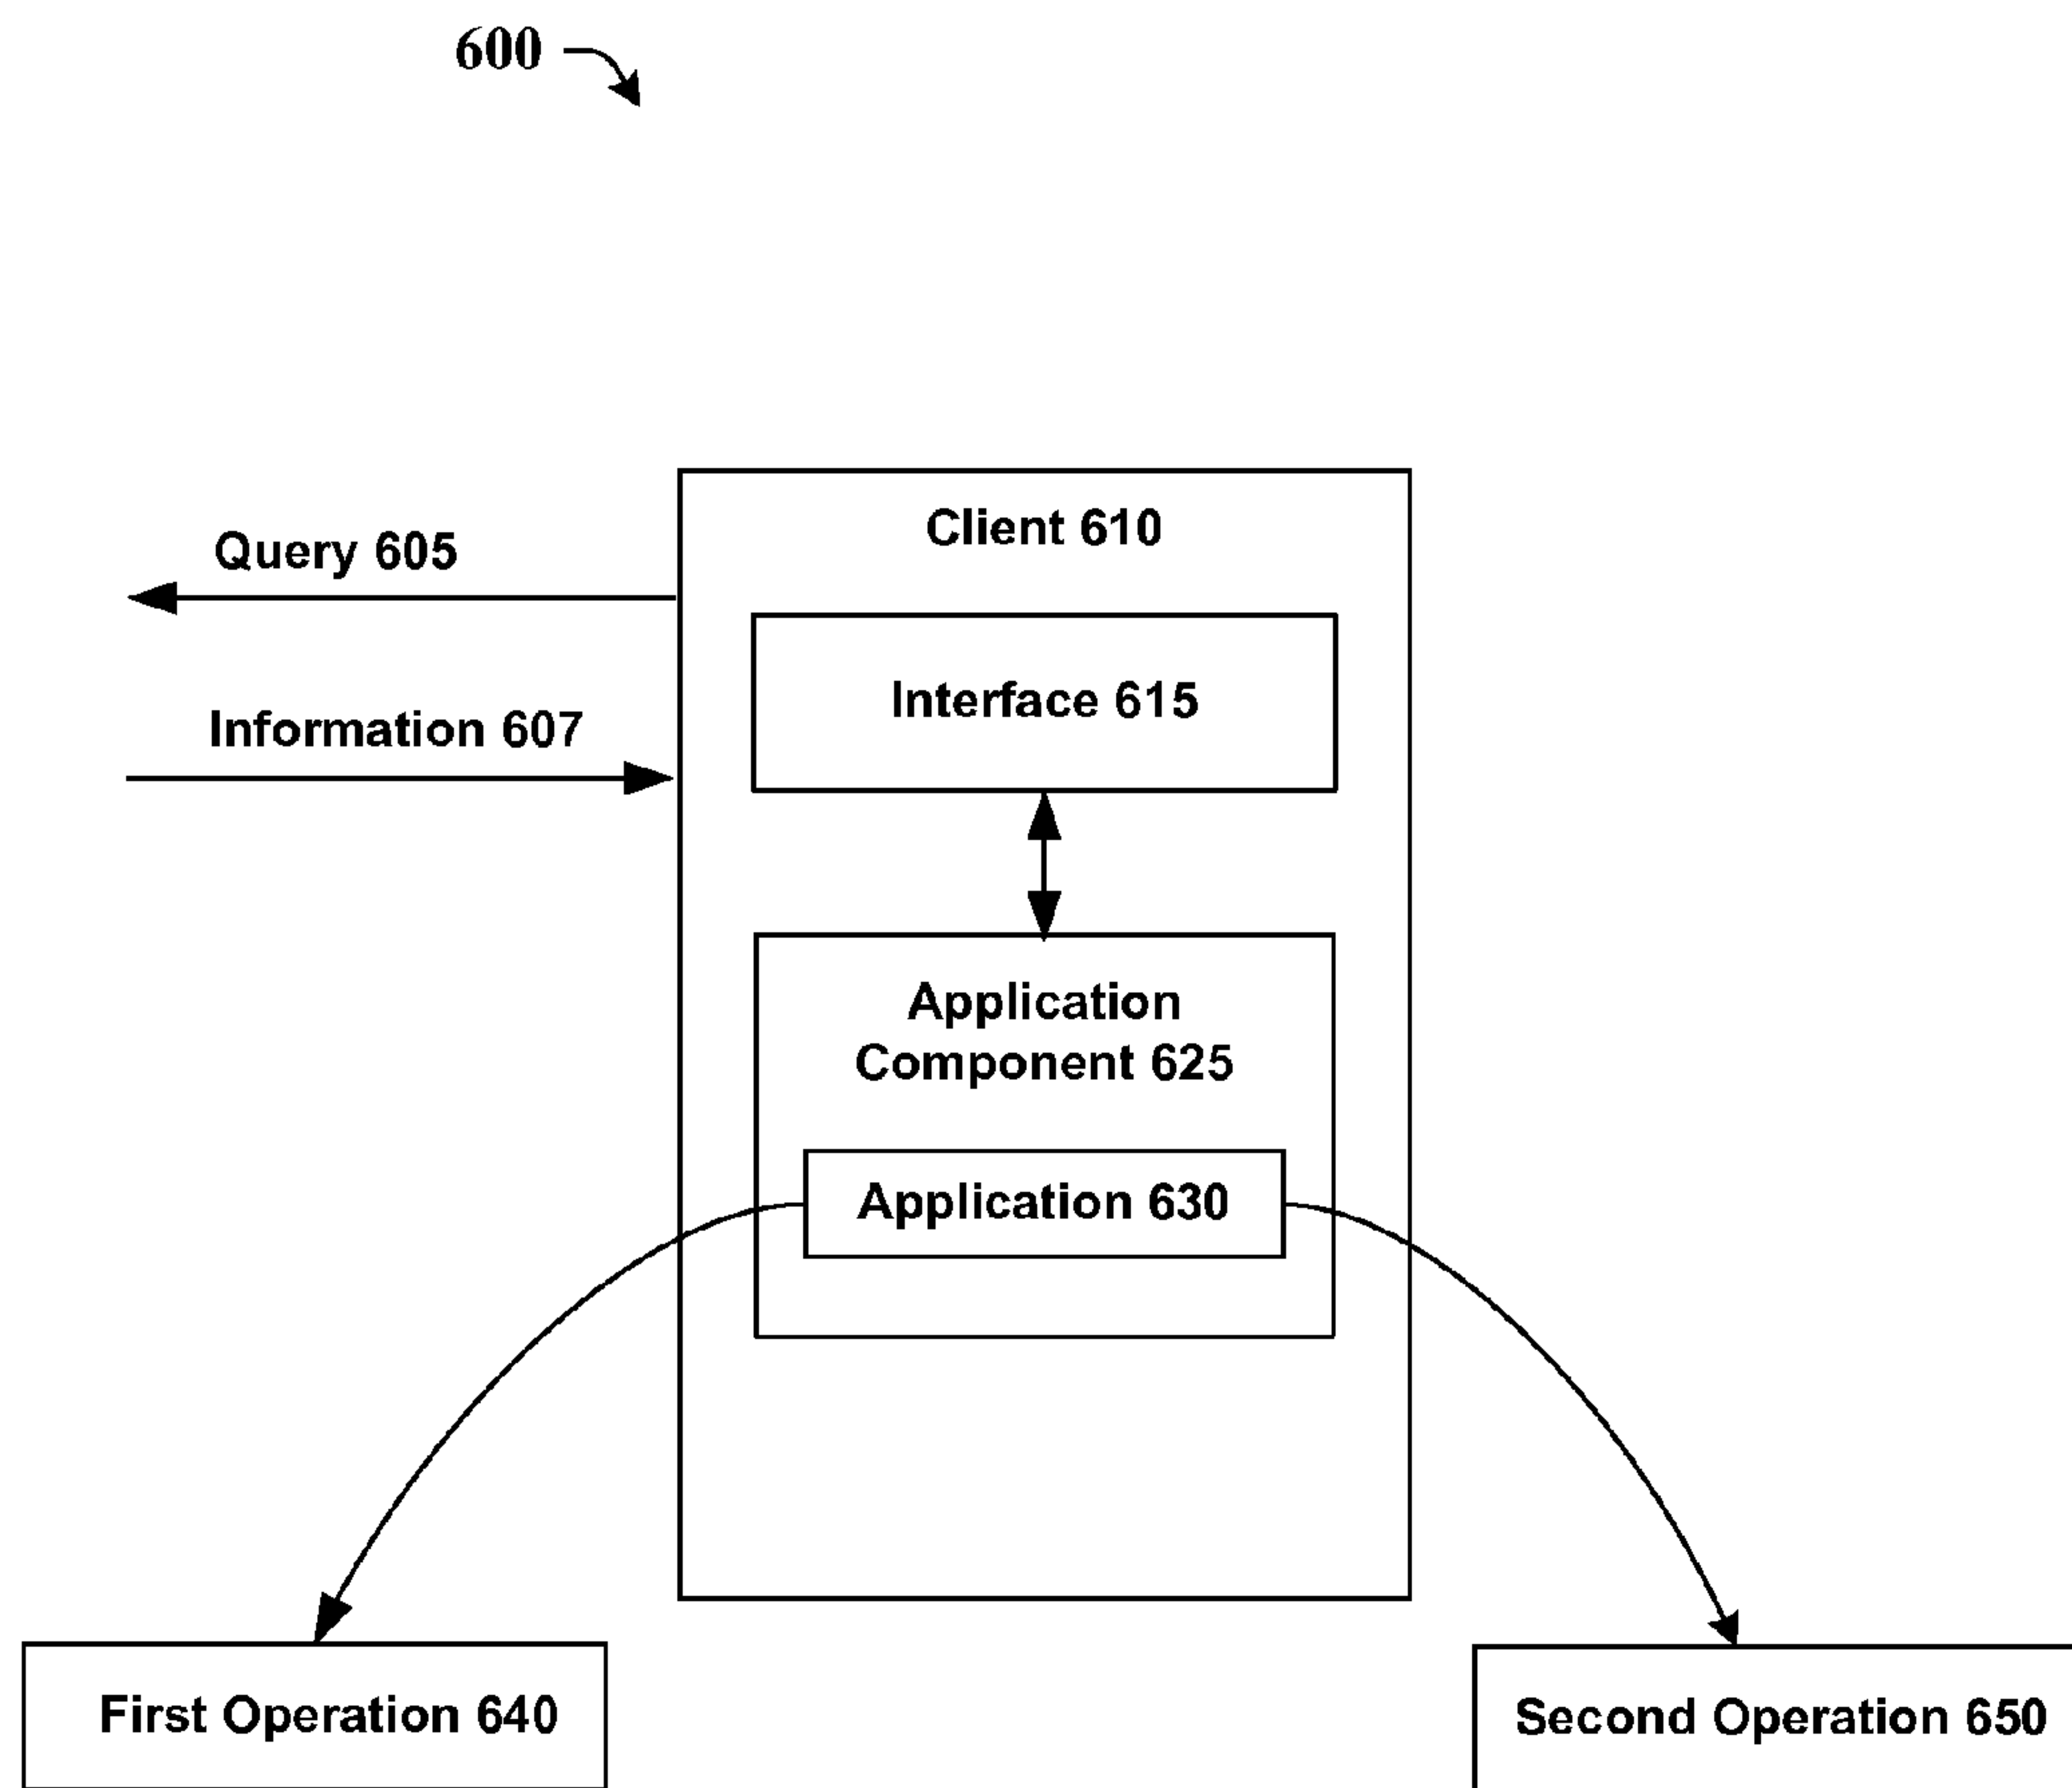 600
Client 610
Query 605
Interface 615
Information 607
Application
Component 625
Application 630
First Operation 640
Second Operation 650